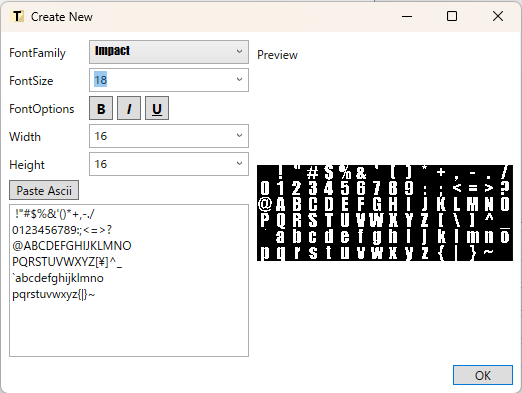 T Create New
FontFamily Impact
Preview
FontSize 18
FontOptions B I U
Width 16
Height 16
Paste Ascii
 !"#$%&'()*+,-./
0123456789:;<=>?
@ABCDEFGHIJKLMNO
PQRSTUVWXYZ[¥]^_
`abcdefghijklmno
pqrstuvwxyz{|}~
 ! " # $ % & ' ( ) * + , - . /
0 1 2 3 4 5 6 7 8 9 : ; < = > ?
@ A B C D E F G H I J K L M N O
P Q R S T U V W X Y Z [ \ ] ^ _
a b c d e f g h i j k l m n o
p q r s t u v w x y z { | } ~
OK